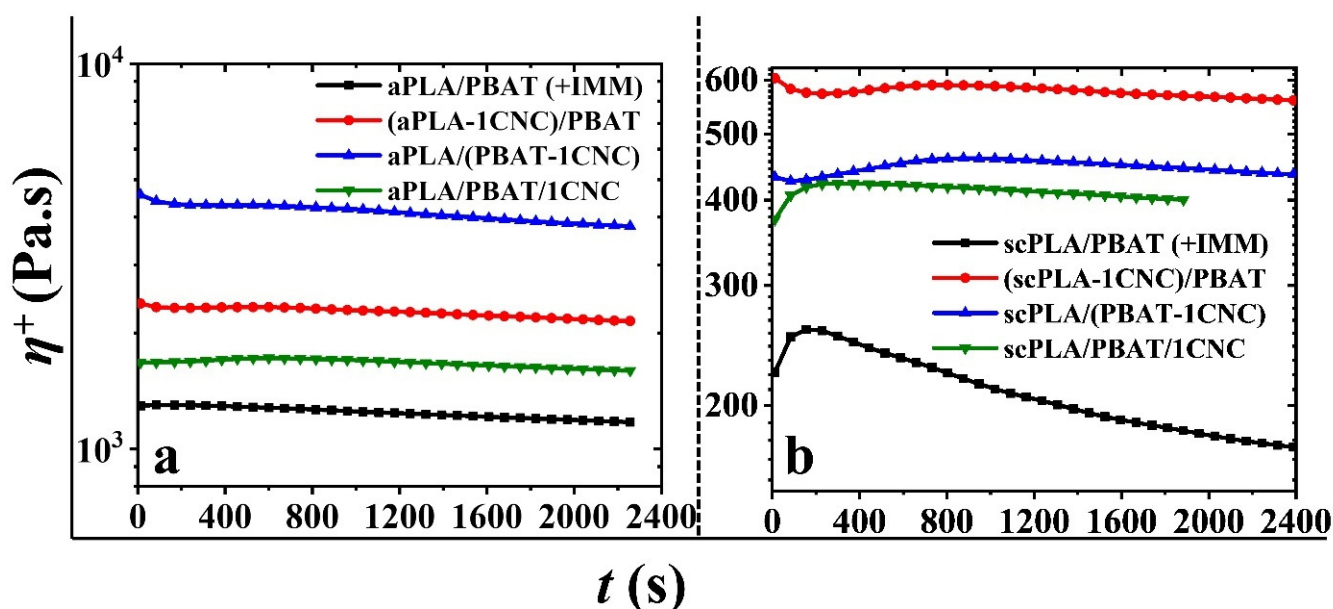 η⁺ (Pa.s)
10⁴
10³
aPLA/PBAT (+IMM)
(aPLA-1CNC)/PBAT
aPLA/(PBAT-1CNC)
aPLA/PBAT/1CNC
a
0 400 800 1200 1600 2000 2400
600
500
400
300
200
scPLA/PBAT (+IMM)
(scPLA-1CNC)/PBAT
scPLA/(PBAT-1CNC)
scPLA/PBAT/1CNC
b
0 400 800 1200 1600 2000 2400
t (s)